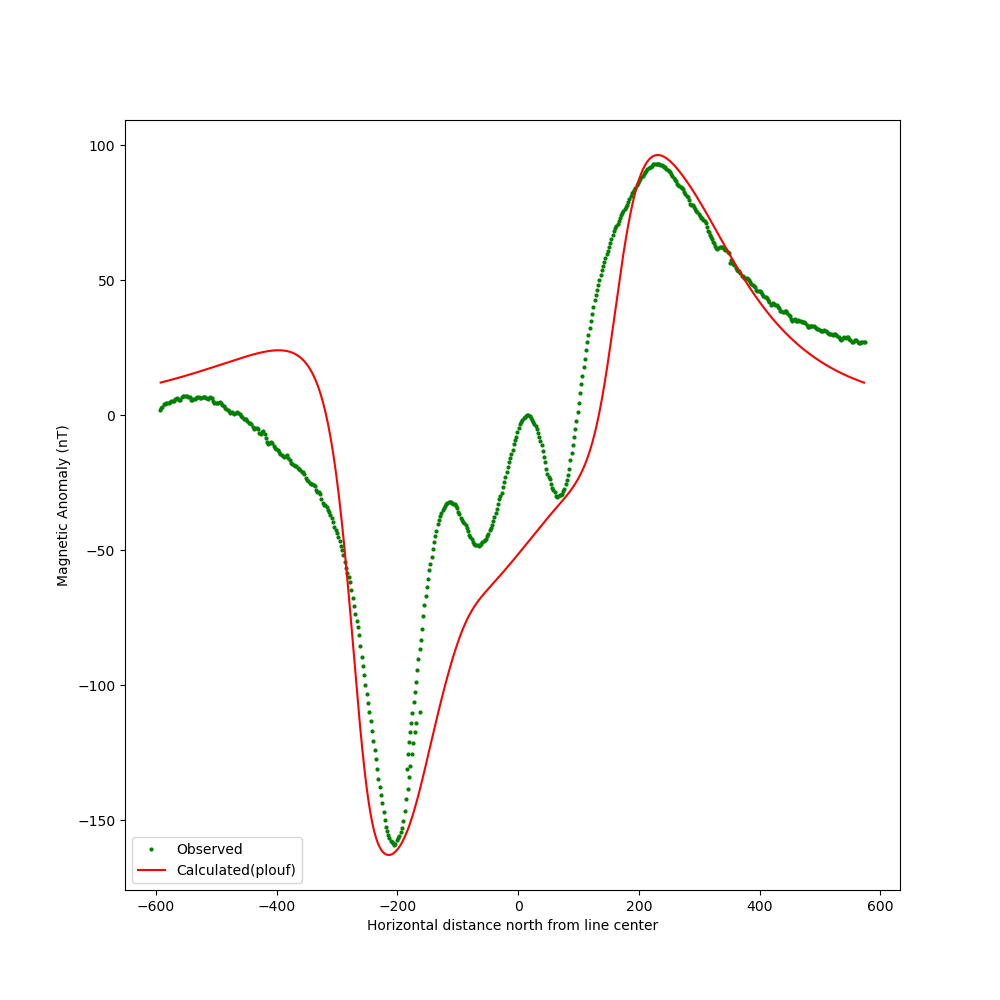 100
50
0
−50
−100
−150
Magnetic Anomaly (nT)
Observed
Calculated(plouf)
−600 −400 −200 0 200 400 600
Horizontal distance north from line center